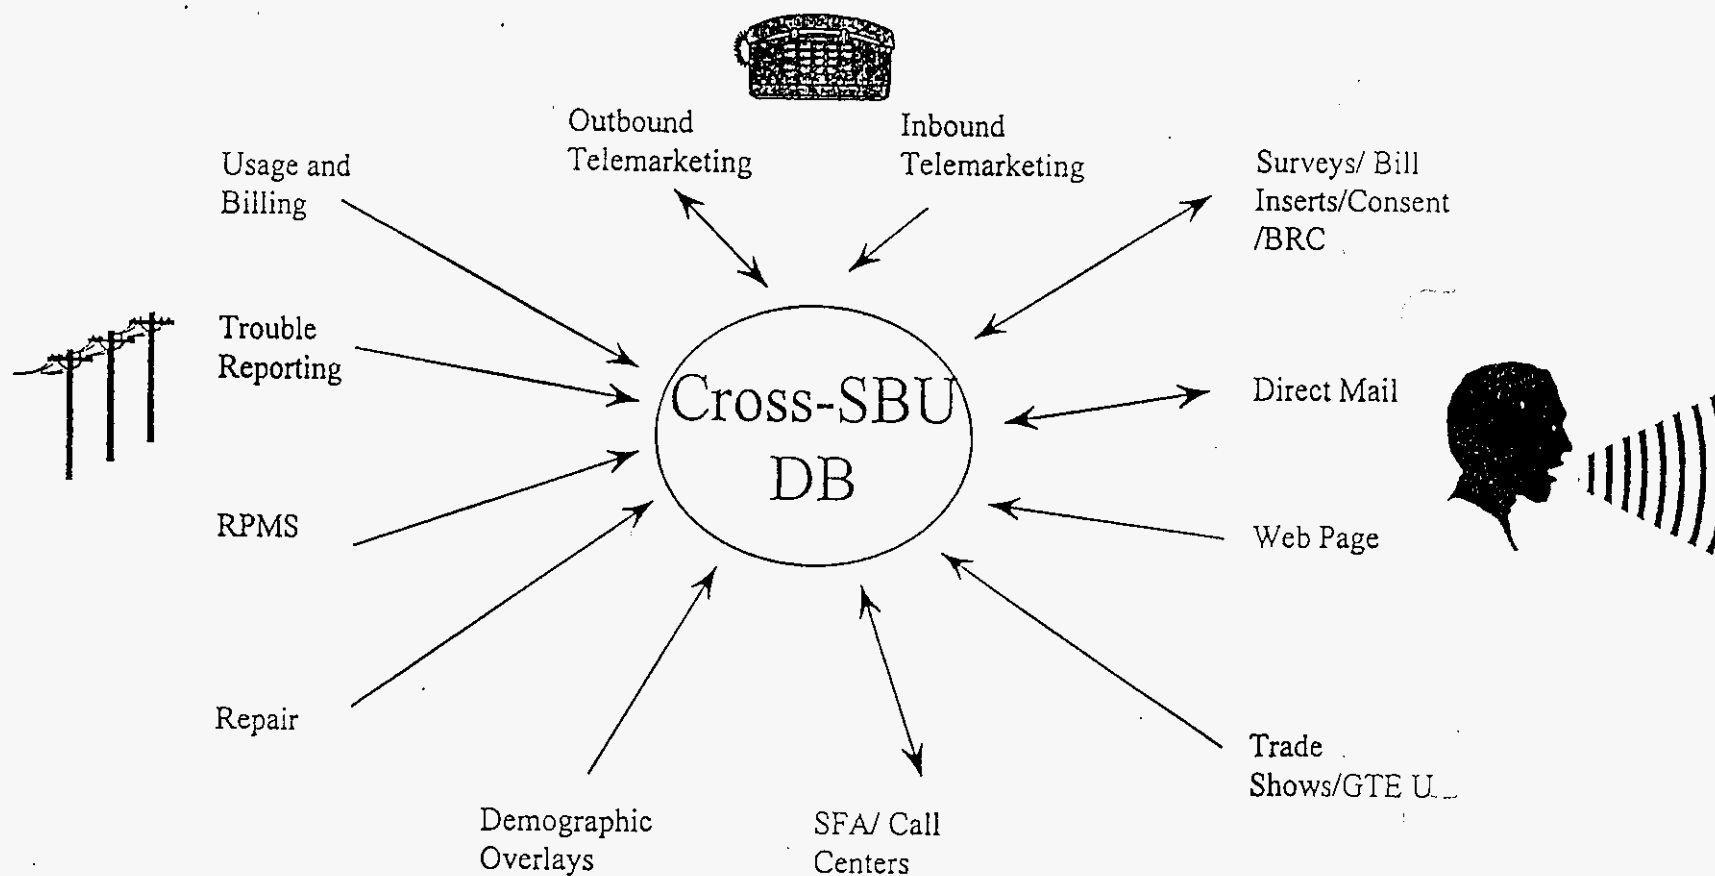 Outbound
Telemarketing
Inbound
Telemarketing
Usage and
Billing
Surveys/ Bill
Inserts/Consent
/BRC
Trouble
Reporting
Cross-SBU
DB
Direct Mail
RPMS
Web Page
Repair
Trade
Shows/GTE U
Demographic
Overlays
SFA/ Call
Centers